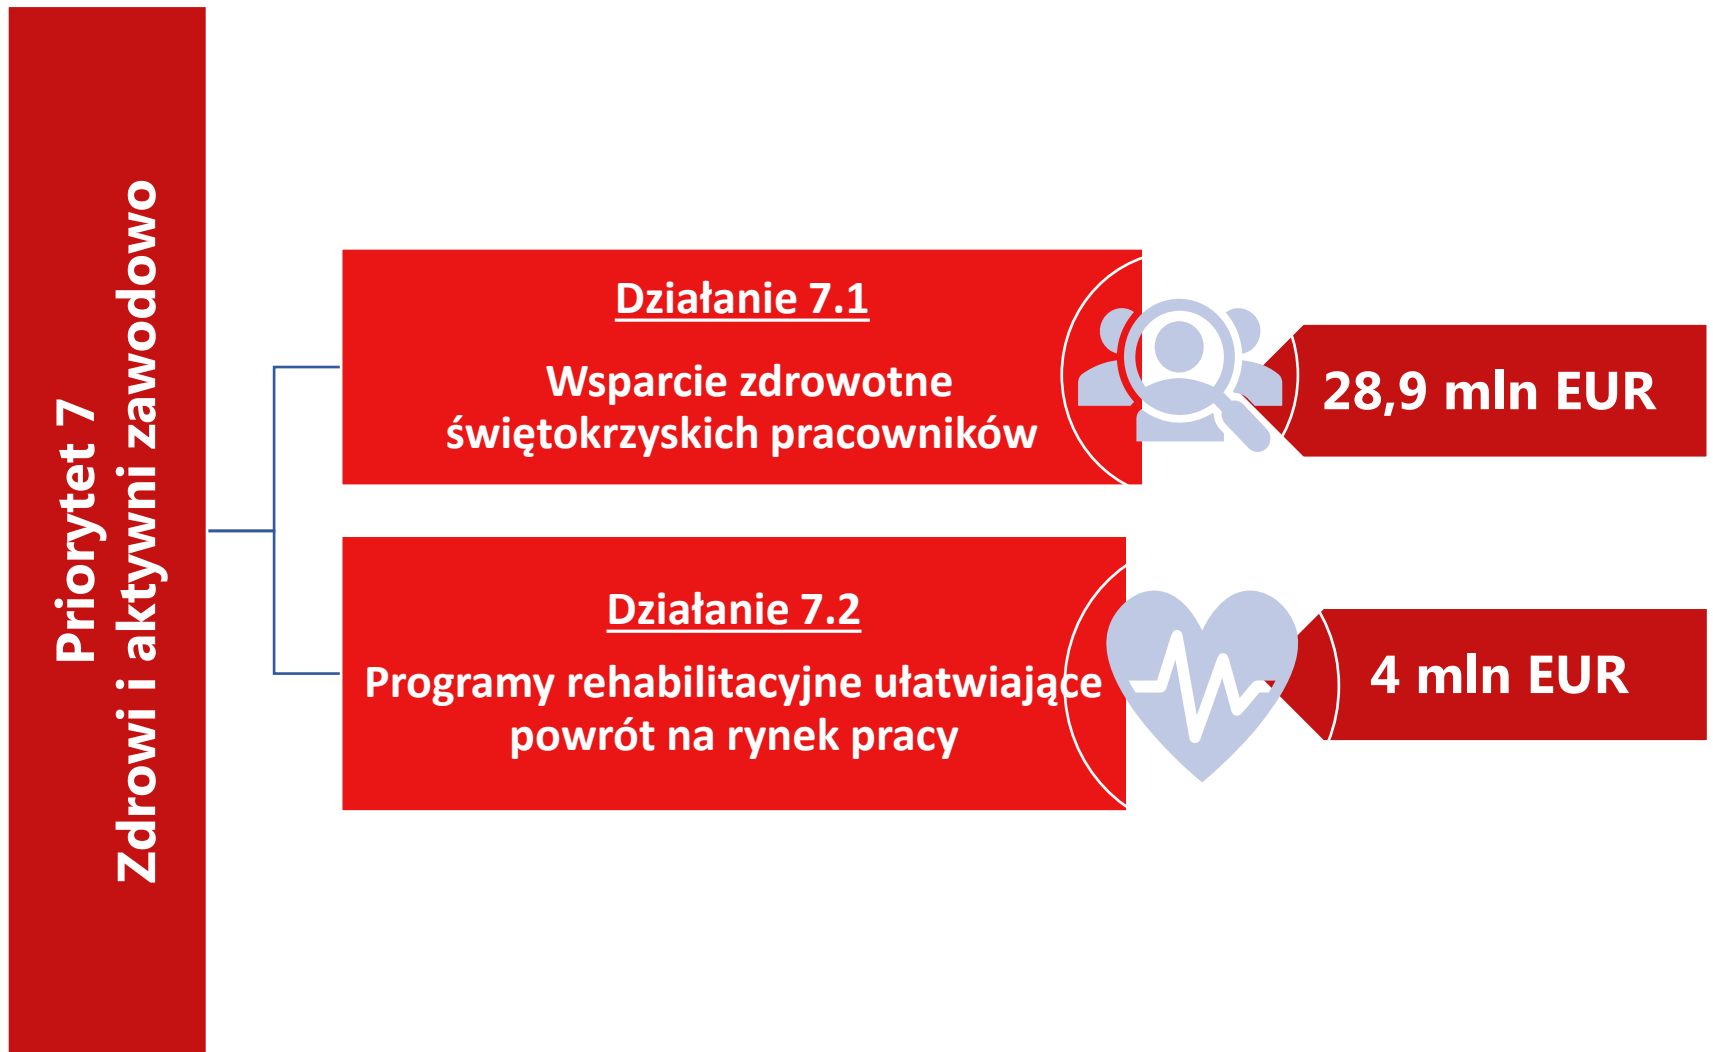 Priorytet 7
Zdrowi i aktywni zawodowo
Działanie 7.1
Wsparcie zdrowotne
świętokrzyskich pracowników
28,9 mln EUR
Działanie 7.2
Programy rehabilitacyjne ułatwiające
powrót na rynek pracy
4 mln EUR